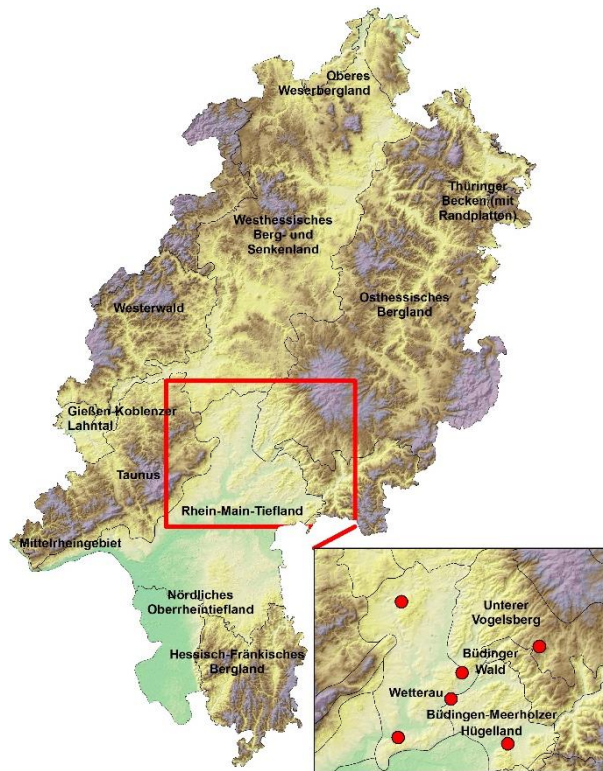 Oberes
Weserbergland
Thüringer
Becken (mit
Randplatten)
Westhessisches
Berg- und
Senkenland
Osthessisches
Bergland
Westerwald
Gießen-Koblenzer
Lahntal
Taunus
Rhein-Main-Tiefland
Mittelrheingebiet
Nördliches
Oberrheintiefland
Hessisch-Fränkisches
Bergland
Unterer
Vogelsberg
Büdinger
Wald
Wetterau
Büdingen-Meerholzer
Hügelland